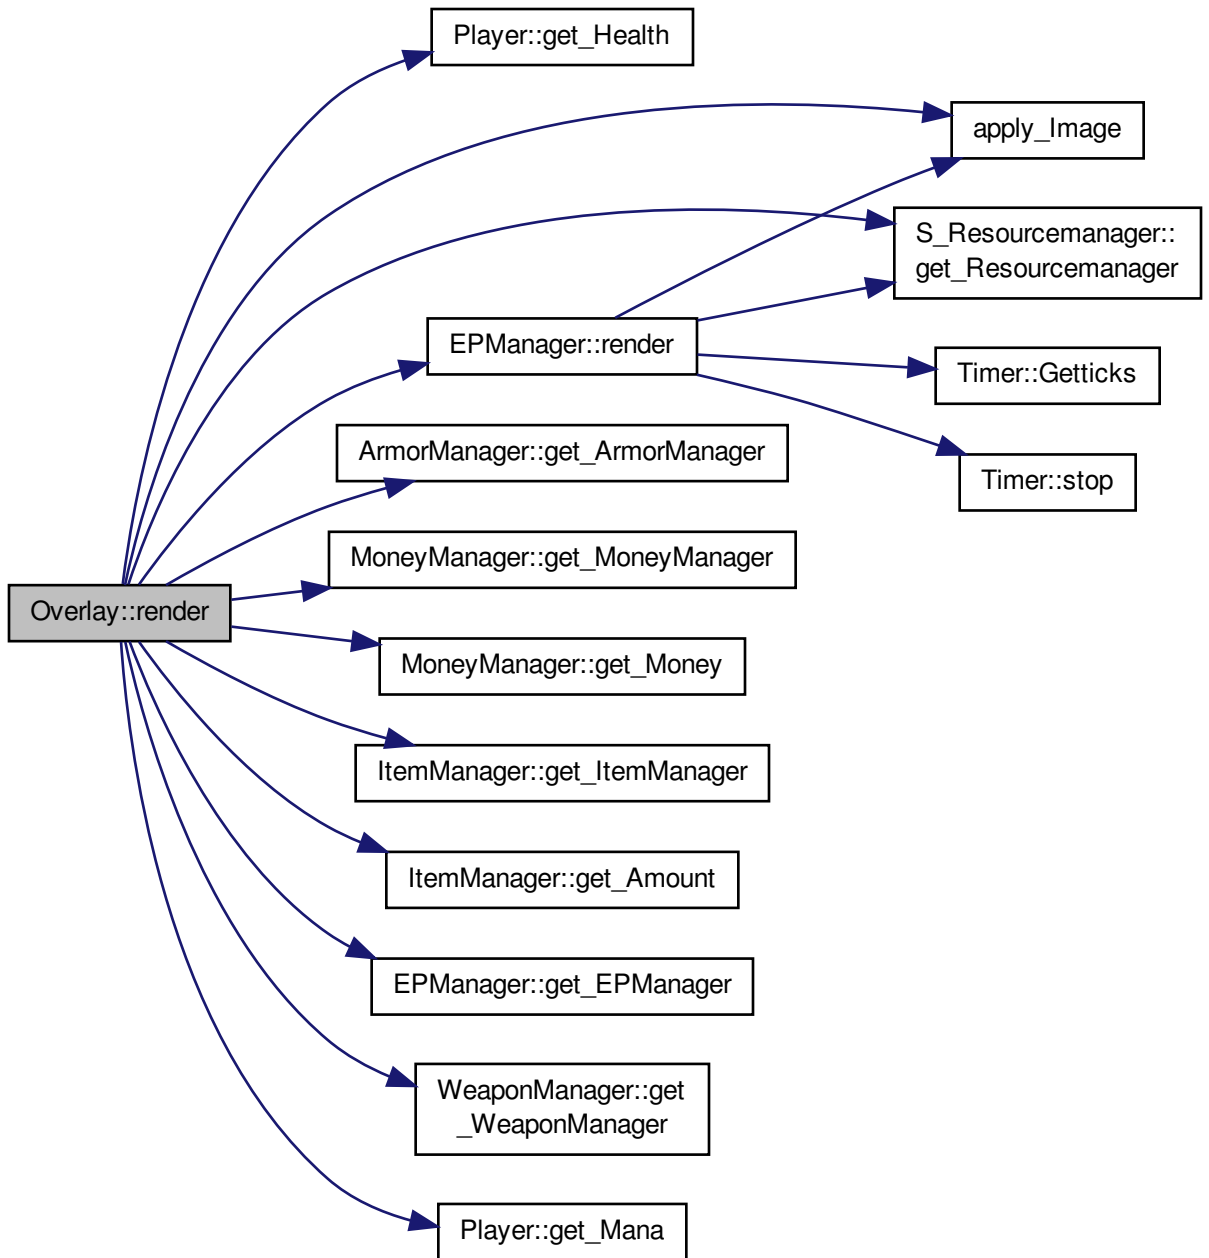 Player::get_Health
apply_Image
S_Resourcemanager::
get_Resourcemanager
EPManager::render
Timer::Getticks
ArmorManager::get_ArmorManager
Timer::stop
MoneyManager::get_MoneyManager
Overlay::render
MoneyManager::get_Money
ItemManager::get_ItemManager
ItemManager::get_Amount
EPManager::get_EPManager
WeaponManager::get
_WeaponManager
Player::get_Mana